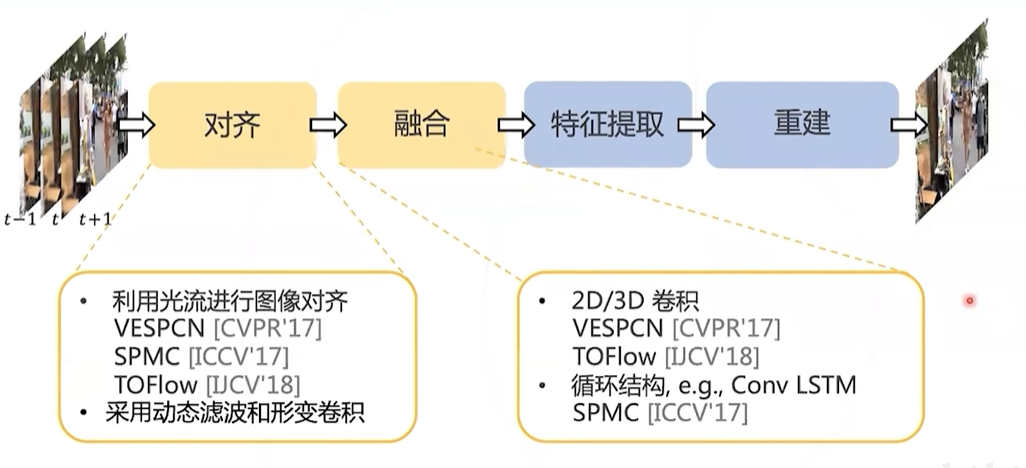 对齐
融合
特征提取
重建
t−1 t t+1
• 利用光流进行图像对齐
VESPCN [CVPR'17]
SPMC [ICCV'17]
TOFlow [IJCV'18]
• 采用动态滤波和形变卷积
• 2D/3D 卷积
VESPCN [CVPR'17]
TOFlow [IJCV'18]
• 循环结构, e.g., Conv LSTM
SPMC [ICCV'17]